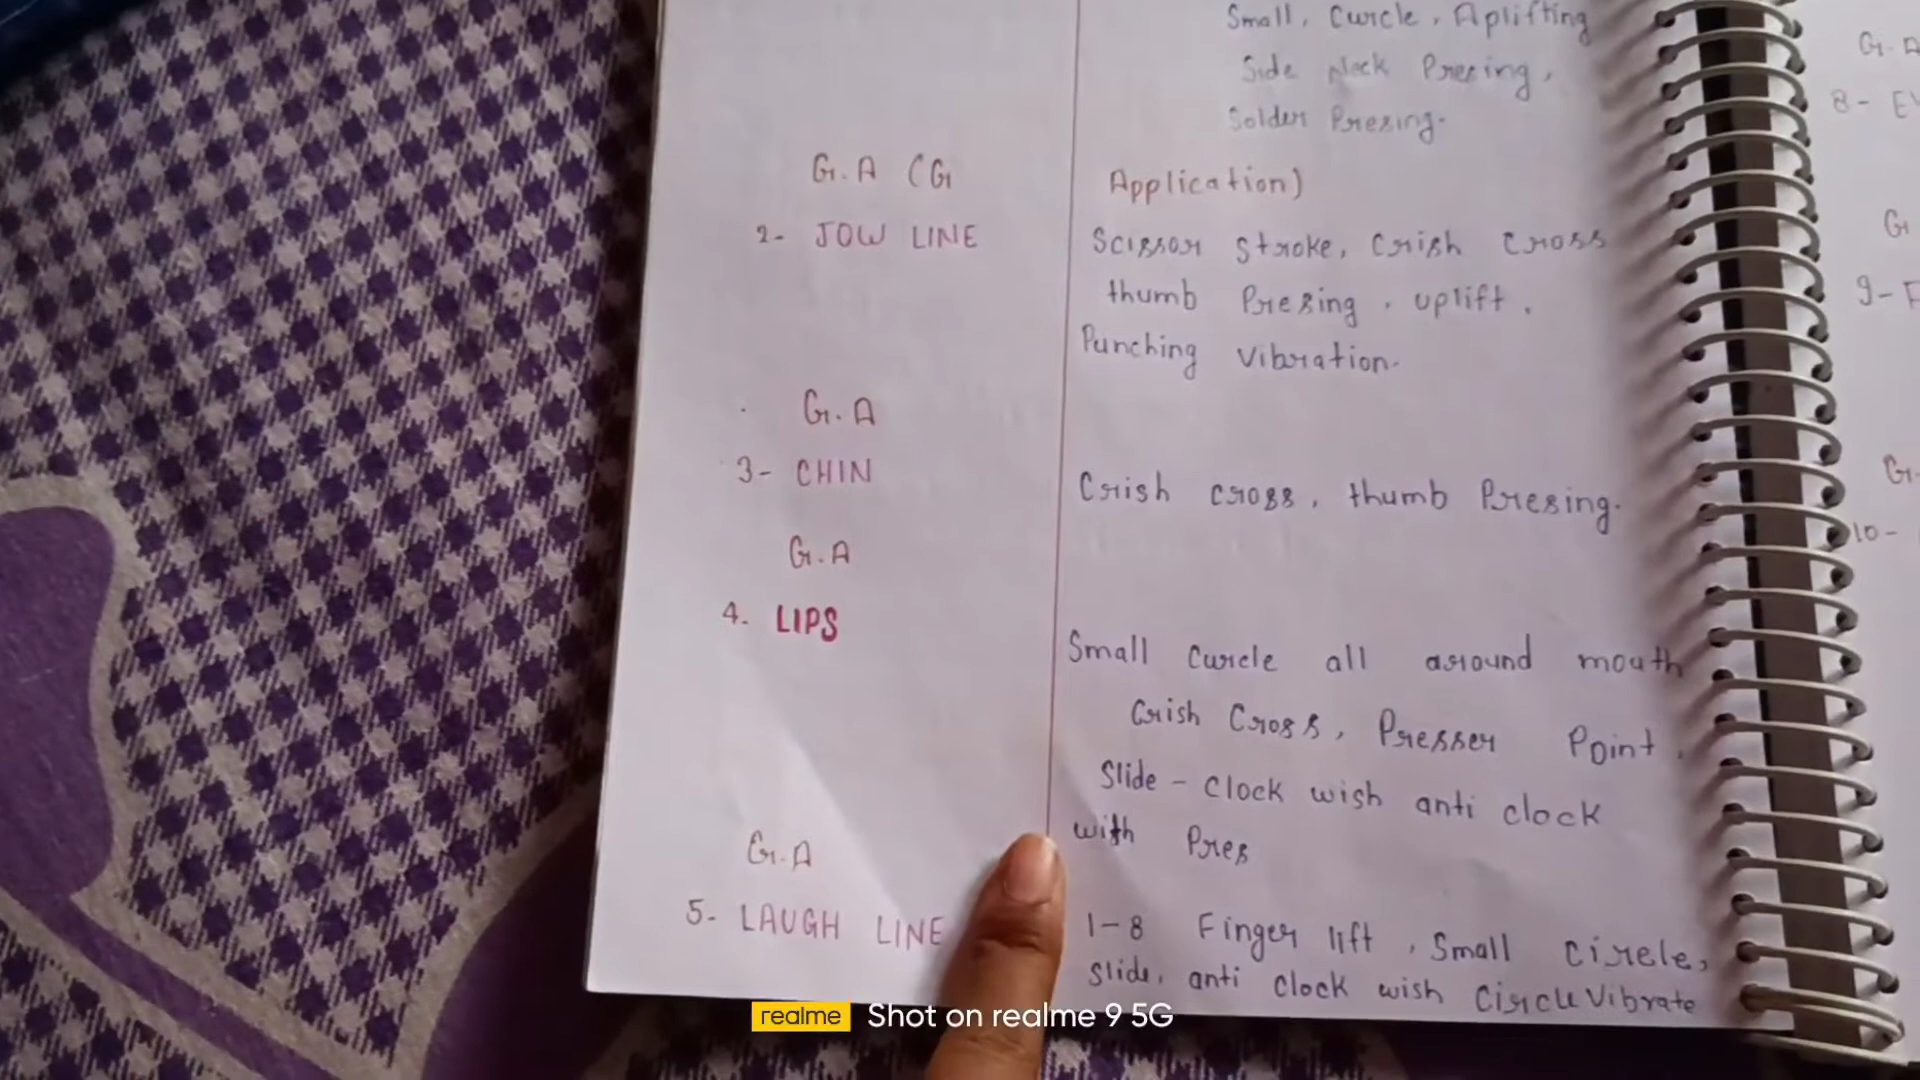 Small, Curcle, Aplifting
Side Neck Presing,
Solder Presing.
G.A (G Application)
2- JOW LINE Scissor stroke, Crish Cross
thumb Presing, uplift,
Punching Vibration.
G.A
3- CHIN Crish cross, thumb Presing.
G.A
4. LIPS
Small Curcle all around mouth
Crish Cross, Presser Point,
Slide - Clock wish anti clock
with Pres
G.A
5- LAUGH LINE 1-8 Finger lift, Small Circle,
Slide, anti clock wish Circle Vibrate
G.A
8-
G
9-
G.
10-
realme Shot on realme 9 5G